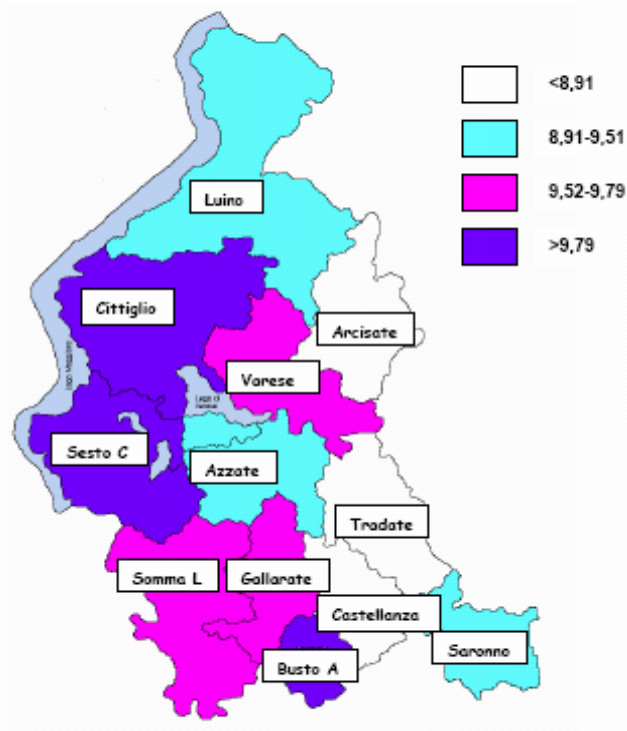 <8,91
8,91-9,51
9,52-9,79
>9,79
Luino
Cittiglio
Arcisate
Varese
Sesto C
Azzate
Tradate
Somma L
Gallarate
Castellanza
Saronno
Busto A